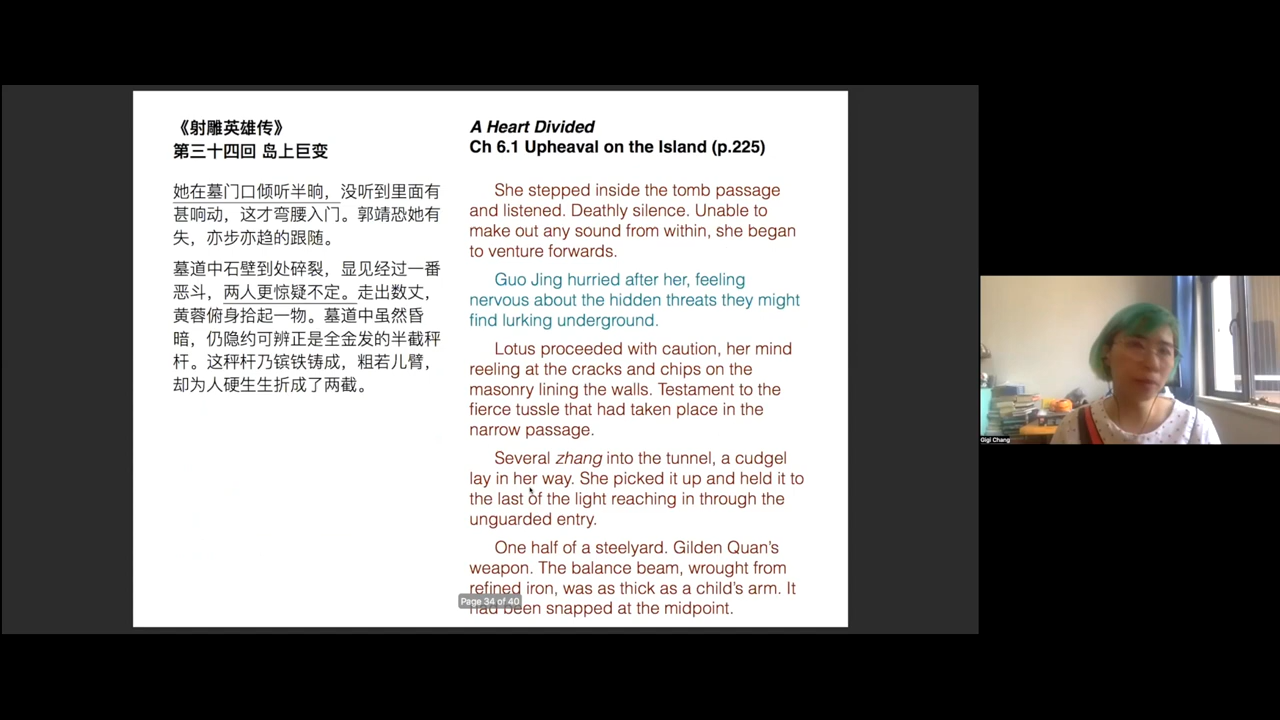 《射雕英雄传》
第三十四回 岛上巨变
她在墓门口倾听半晌，没听到里面有
甚响动，这才弯腰入门。郭靖恐她有
失，亦步亦趋的跟随。
墓道中石壁到处碎裂，显见经过一番
恶斗，两人更惊疑不定。走出数丈，
黄蓉俯身拾起一物。墓道中虽然昏
暗，仍隐约可辨正是全金发的半截秤
杆。这秤杆乃镔铁铸成，粗若儿臂，
却为人硬生生折成了两截。
A Heart Divided
Ch 6.1 Upheaval on the Island (p.225)
She stepped inside the tomb passage
and listened. Deathly silence. Unable to
make out any sound from within, she began
to venture forwards.
Guo Jing hurried after her, feeling
nervous about the hidden threats they might
find lurking underground.
Lotus proceeded with caution, her mind
reeling at the cracks and chips on the
masonry lining the walls. Testament to the
fierce tussle that had taken place in the
narrow passage.
Several zhang into the tunnel, a cudgel
lay in her way. She picked it up and held it to
the last of the light reaching in through the
unguarded entry.
One half of a steelyard. Gilden Quan's
weapon. The balance beam, wrought from
refined iron, was as thick as a child's arm. It
had been snapped at the midpoint.
Page 34 of 40
Gigi Chang